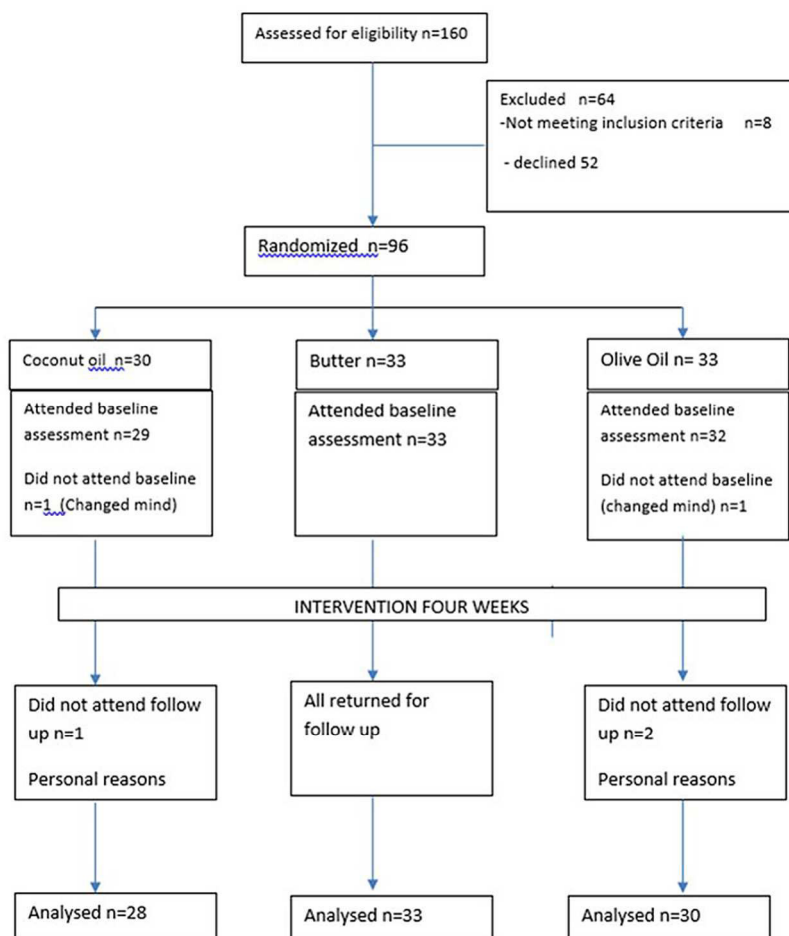 Assessed for eligibility n=160
Excluded n=64
-Not meeting inclusion criteria n=8
- declined 52
Randomized n=96
Coconut oil n=30
Attended baseline
assessment n=29
Did not attend baseline
n=1 (Changed mind)
Butter n=33
Attended baseline
assessment n=33
Olive Oil n= 33
Attended baseline
assessment n=32
Did not attend baseline
(changed mind) n=1
INTERVENTION FOUR WEEKS
Did not attend follow
up n=1
Personal reasons
All returned for
follow up
Did not attend follow
up n=2
Personal reasons
Analysed n=28
Analysed n=33
Analysed n=30